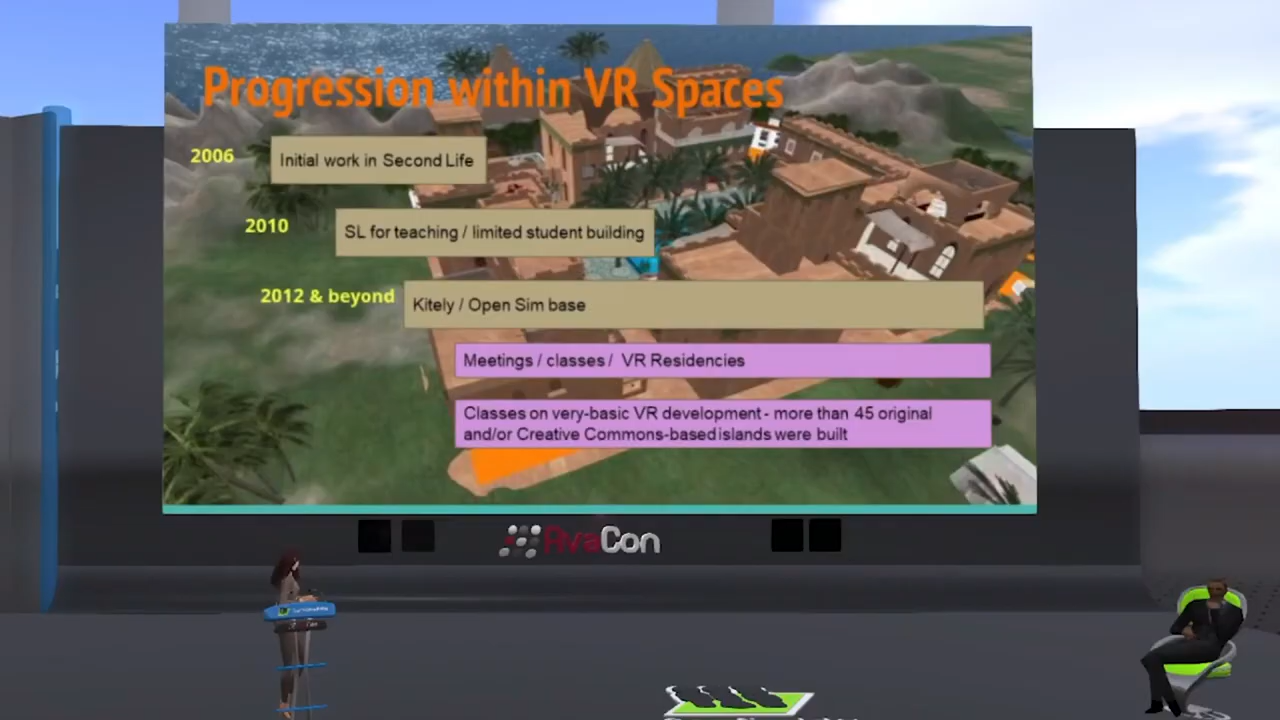 Progression within VR Spaces
2006
Initial work in Second Life
2010
SL for teaching / limited student building
2012 & beyond
Kitely / Open Sim base
Meetings / classes / VR Residencies
Classes on very-basic VR development - more than 45 original
and/or Creative Commons-based islands were built
AvaCon